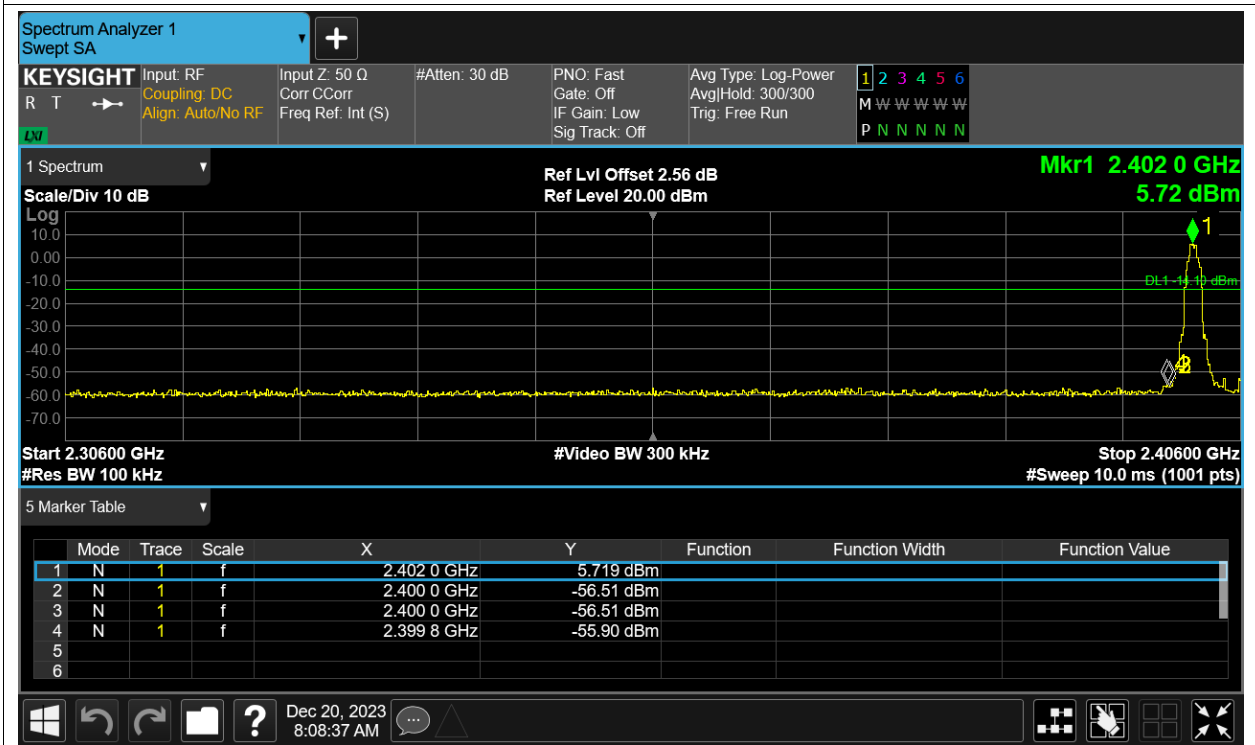 Spectrum Analyzer 1
Swept SA
+
KEYSIGHT Input: RF Input Z: 50 Ω #Atten: 30 dB PNO: Fast Avg Type: Log-Power 1 2 3 4 5 6
R T Coupling: DC Corr CCorr Gate: Off Avg|Hold: 300/300 M W W W W W
Align: Auto/No RF Freq Ref: Int (S) IF Gain: Low Trig: Free Run
LXI Sig Track: Off P N N N N N
1 Spectrum Ref Lvl Offset 2.56 dB Mkr1 2.402 0 GHz
Scale/Div 10 dB Ref Level 20.00 dBm 5.72 dBm
Log
1
10.0
0.00
-10.0
DL1 -14.10 dBm
-20.0
-30.0
-40.0
-50.0
-60.0
-70.0
Start 2.30600 GHz #Video BW 300 kHz Stop 2.40600 GHz
#Res BW 100 kHz #Sweep 10.0 ms (1001 pts)
5 Marker Table
Mode Trace Scale X Y Function Function Width Function Value
1 N 1 f 2.402 0 GHz 5.719 dBm
2 N 1 f 2.400 0 GHz -56.51 dBm
3 N 1 f 2.400 0 GHz -56.51 dBm
4 N 1 f 2.399 8 GHz -55.90 dBm
5
6
? Dec 20, 2023
8:08:37 AM